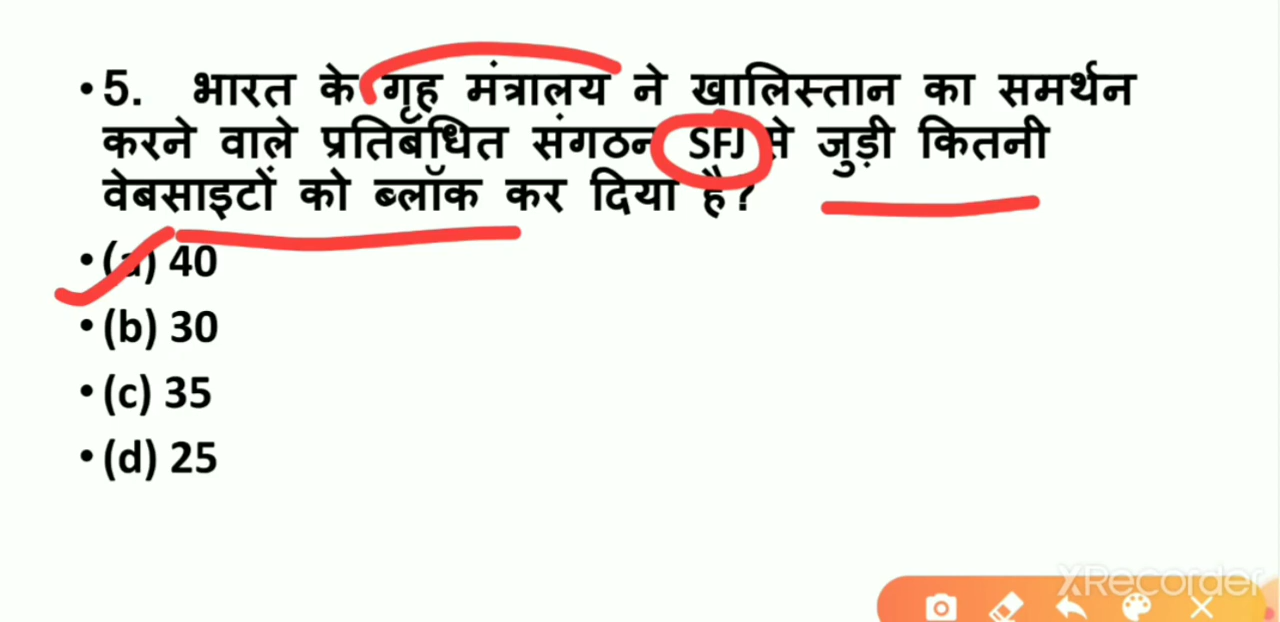 •5. भारत के गृह मंत्रालय ने खालिस्तान का समर्थन
करने वाले प्रतिबंधित संगठन SFJ से जुड़ी कितनी
वेबसाइटों को ब्लॉक कर दिया है?
•(a) 40
•(b) 30
•(c) 35
•(d) 25
XRecorder